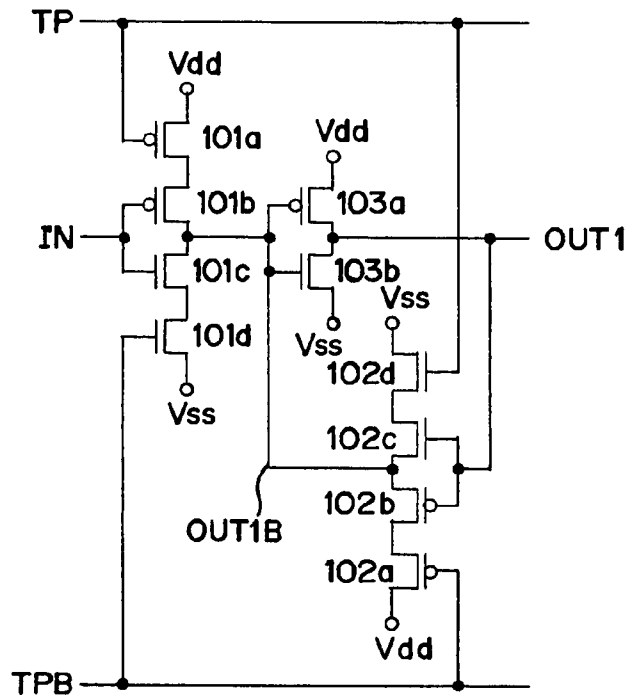 TP
Vdd
101a
Vdd
101b
103a
IN
OUT1
101c
103b
Vss
101d
Vss
102d
Vss
102c
102b
OUT1B
102a
Vdd
TPB